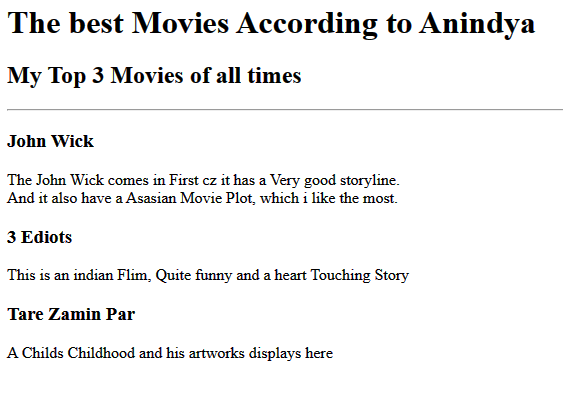 The best Movies According to Anindya
My Top 3 Movies of all times
John Wick
The John Wick comes in First cz it has a Very good storyline.
And it also have a Asasian Movie Plot, which i like the most.
3 Ediots
This is an indian Flim, Quite funny and a heart Touching Story
Tare Zamin Par
A Childs Childhood and his artworks displays here